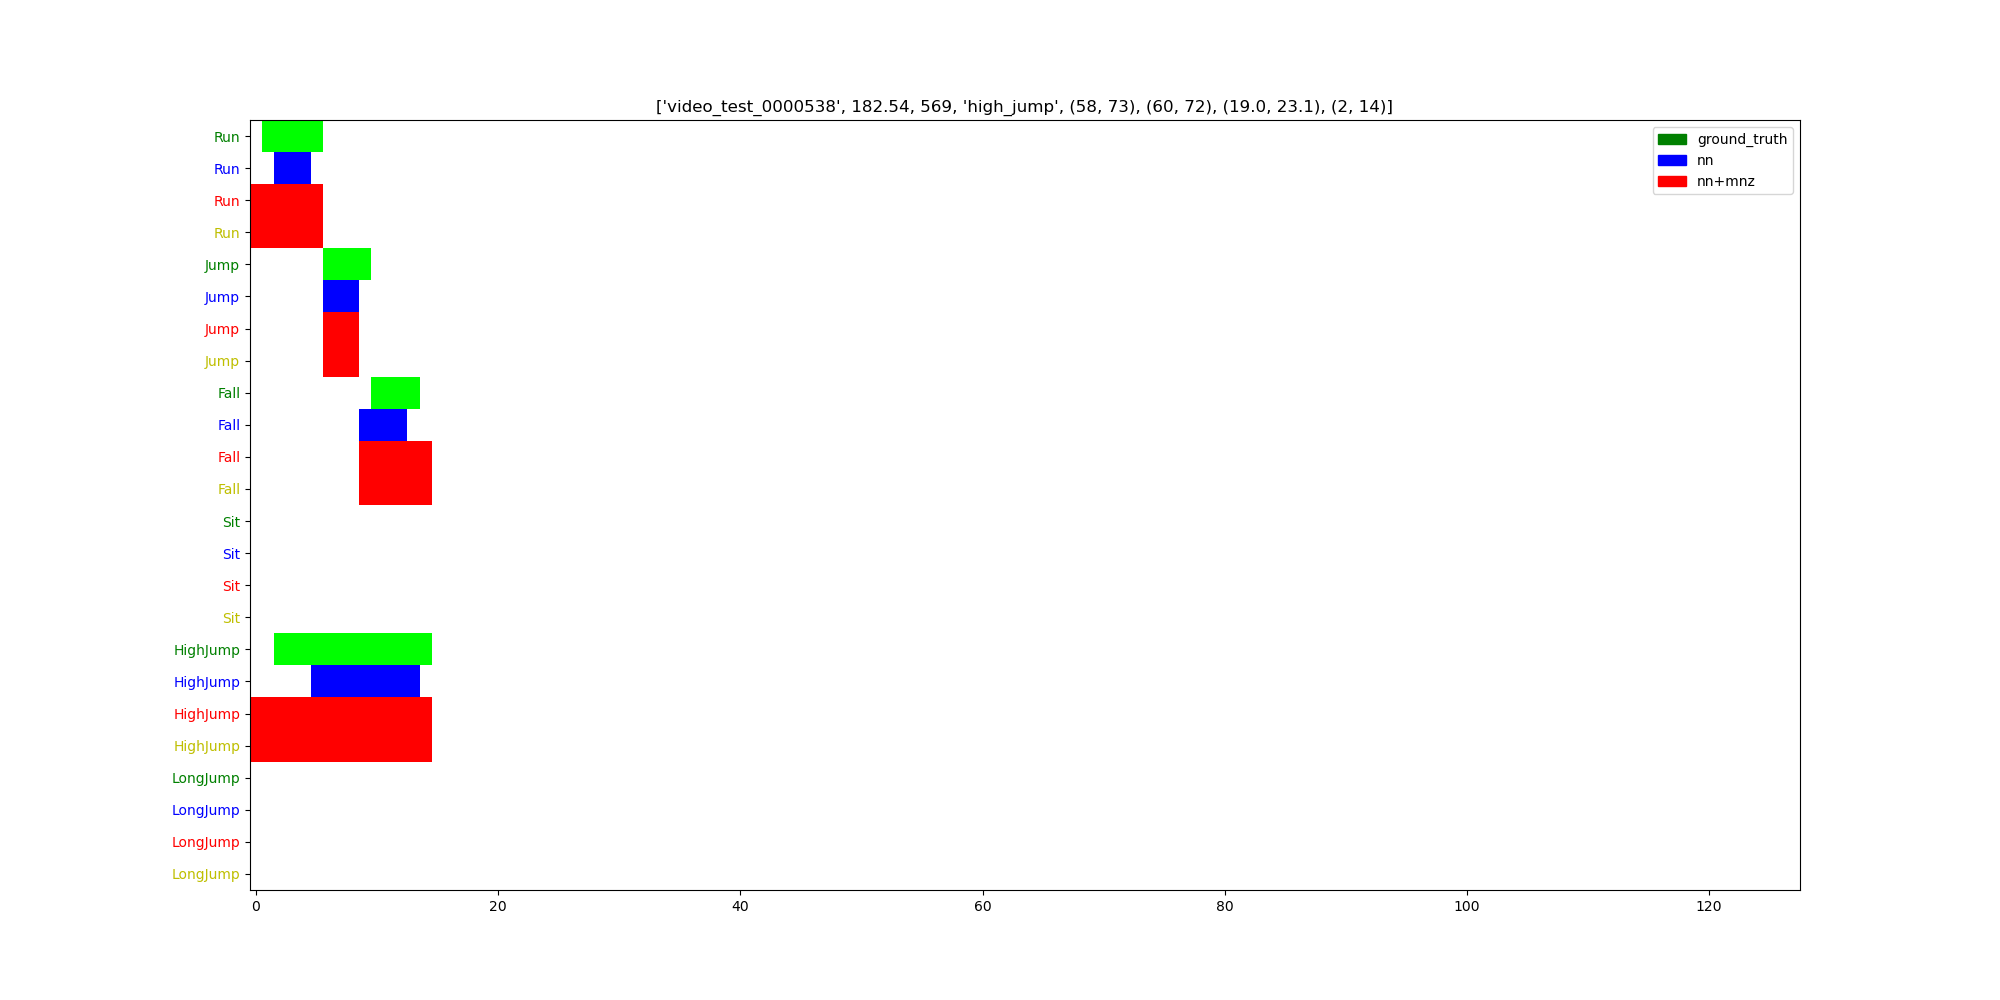 ['video_test_0000538', 182.54, 569, 'high_jump', (58, 73), (60, 72), (19.0, 23.1), (2, 14)]
ground_truth
nn
nn+mnz
Run
Run
Run
Run
Jump
Jump
Jump
Jump
Fall
Fall
Fall
Fall
Sit
Sit
Sit
Sit
HighJump
HighJump
HighJump
HighJump
LongJump
LongJump
LongJump
LongJump
0 20 40 60 80 100 120